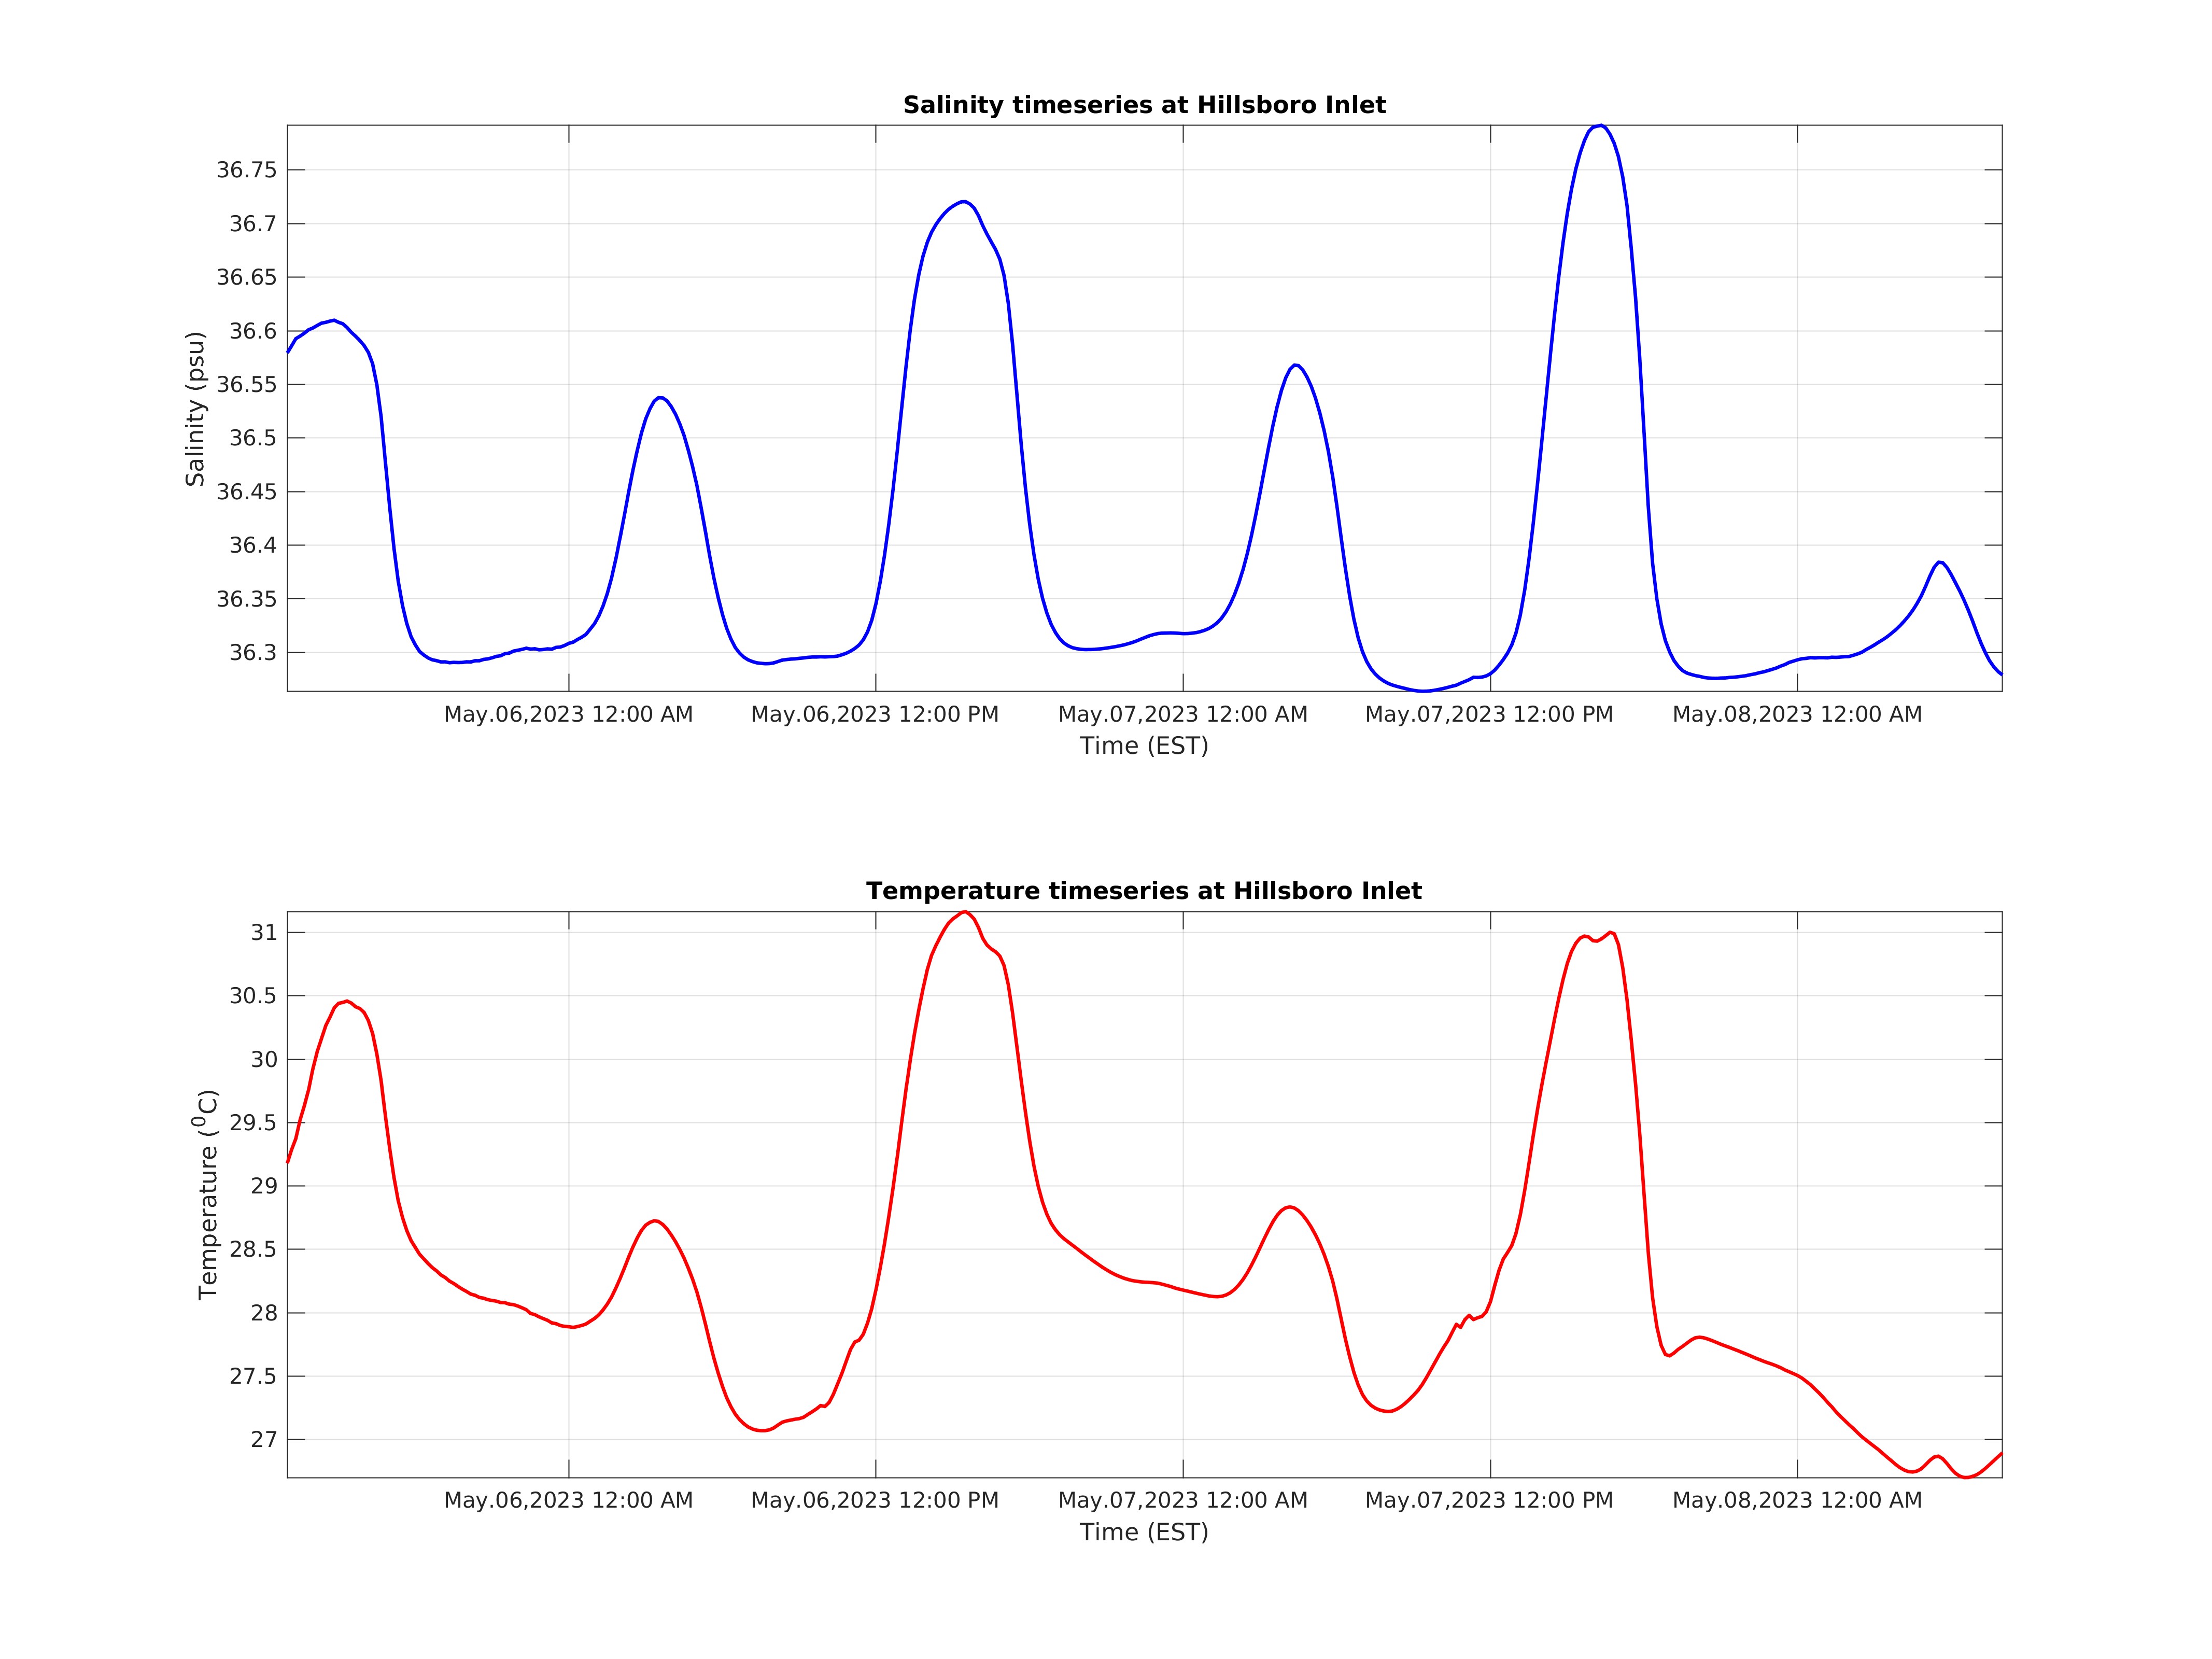 Salinity timeseries at Hillsboro Inlet
Salinity (psu)
36.75
36.7
36.65
36.6
36.55
36.5
36.45
36.4
36.35
36.3
May.06,2023 12:00 AM May.06,2023 12:00 PM May.07,2023 12:00 AM May.07,2023 12:00 PM May.08,2023 12:00 AM
Time (EST)
Temperature timeseries at Hillsboro Inlet
Temperature (⁰C)
31
30.5
30
29.5
29
28.5
28
27.5
27
May.06,2023 12:00 AM May.06,2023 12:00 PM May.07,2023 12:00 AM May.07,2023 12:00 PM May.08,2023 12:00 AM
Time (EST)